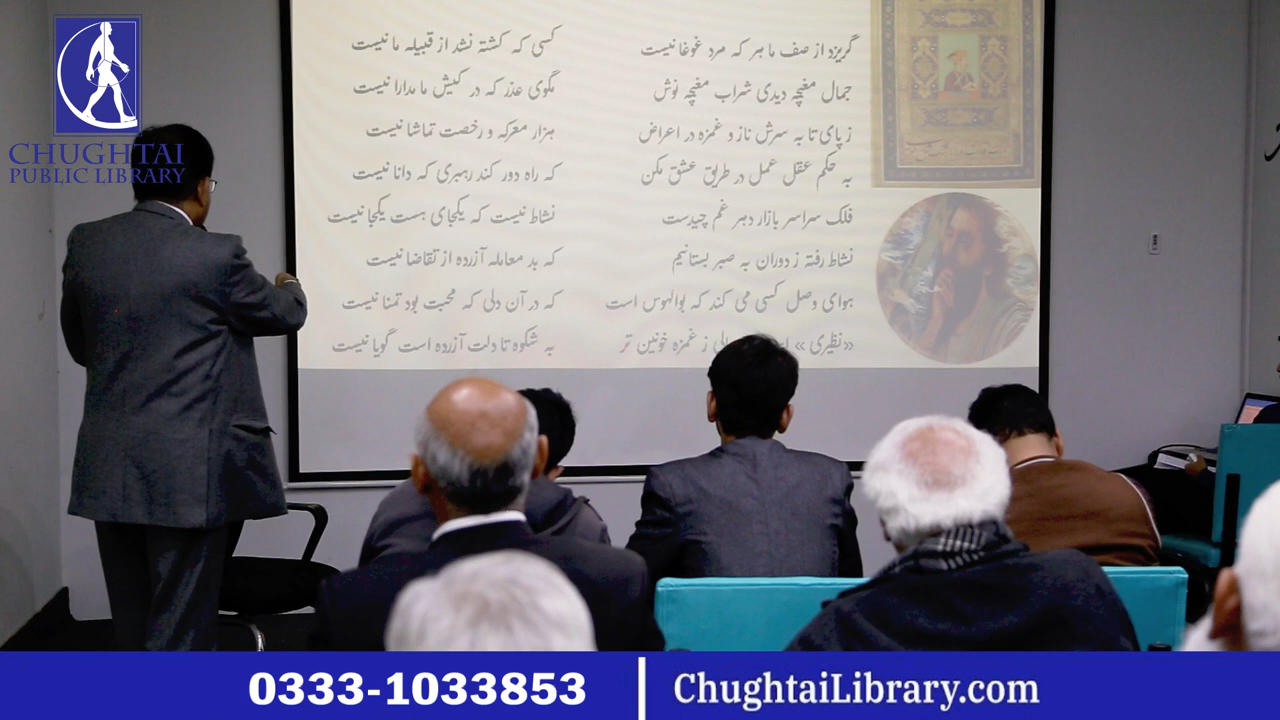 CHUGHTAI
PUBLIC LIBRARY
گریزد از صف ما هر که مرد غوغا نیست کسی که کشته نشد از قبیله ما نیست
جمال مغبچه دیدی شراب مغبچه نوش مگوی عذر که در کیش ما مدارا نیست
ز پای تا به سرش ناز و غمزه در اعراض هزار معرکه و رخصت تماشا نیست
به حکم عقل عمل در طریق عشق مکن که راه دور کند رهبری که دانا نیست
فلک سراسر بازار دهر غم چیدست نشاط نیست که یکجای هست یکجا نیست
نشاط رفته ز دوران به صبر بستانیم که بد معامله آزرده از تقاضا نیست
هوای وصل کسی می کند که بوالهوس است که در آن دلی که محبت بود تمنا نیست
«نظیری» ز غمزه خونین تر به شکوه تا دلت آزرده است گویا نیست
0333-1033853 | ChughtaiLibrary.com